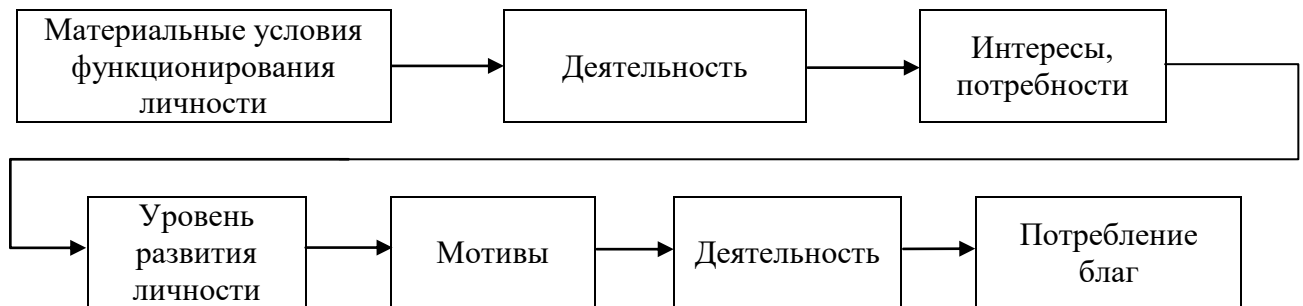 Материальные условия
функционирования
личности
Деятельность
Интересы,
потребности
Уровень
развития
личности
Мотивы
Деятельность
Потребление
благ